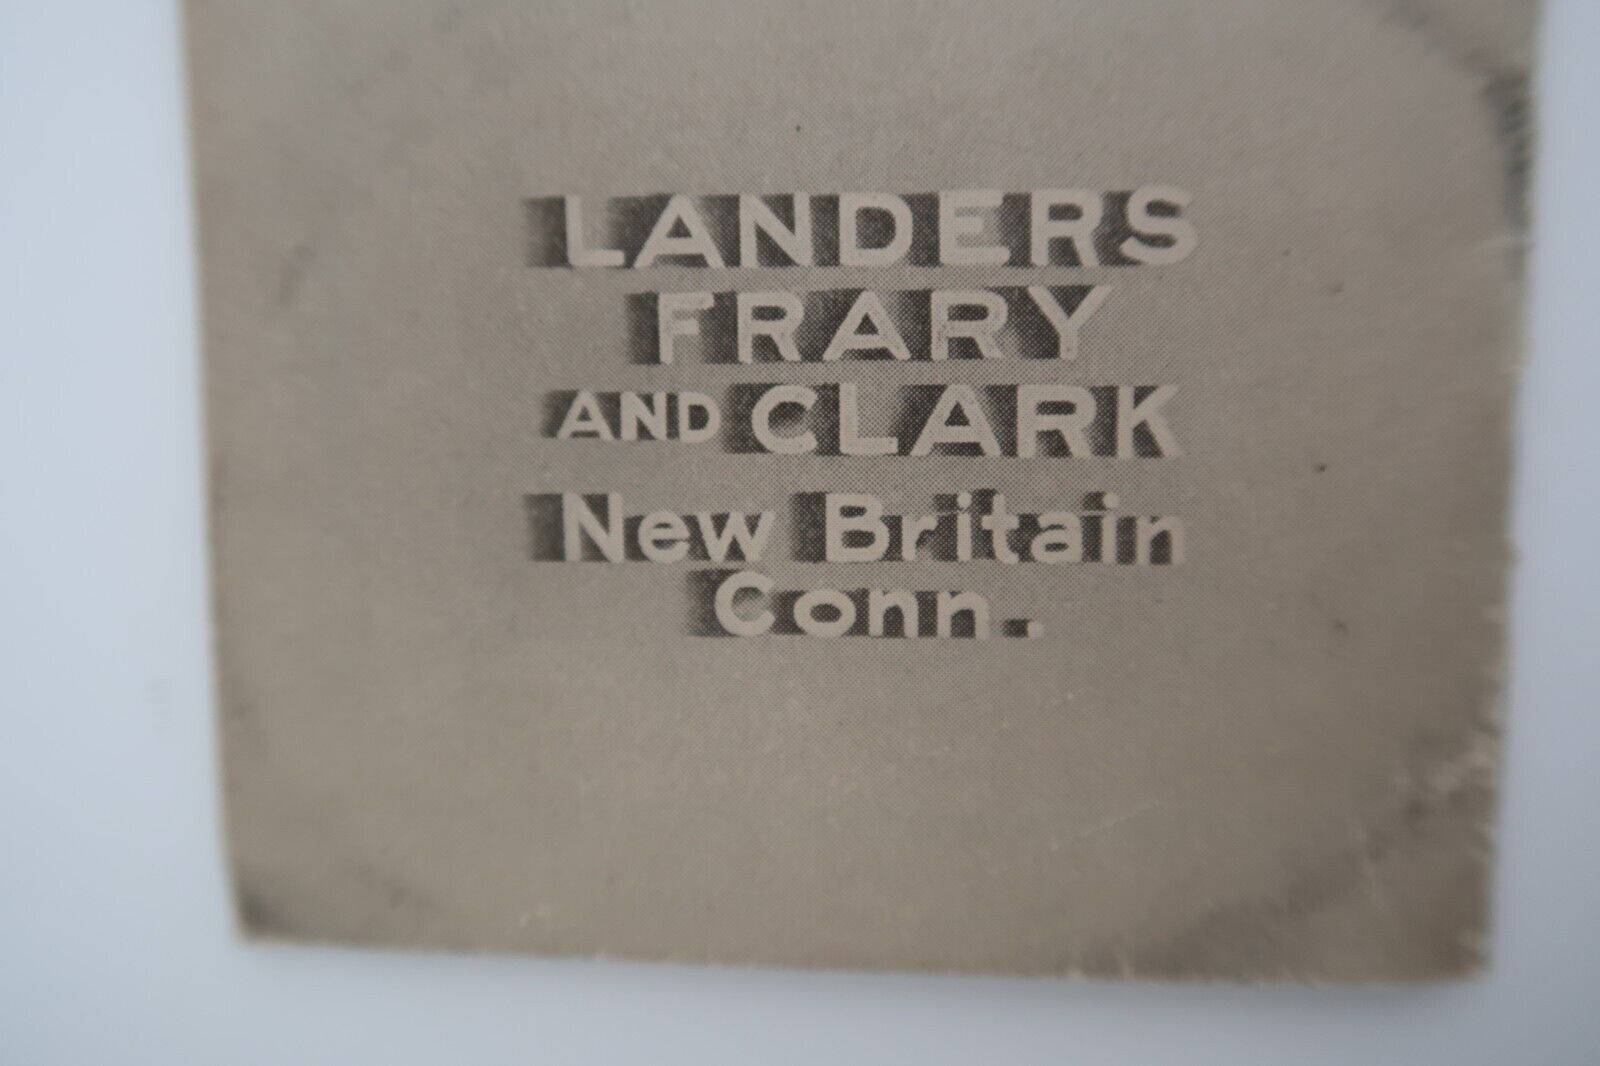 LANDERS
FRARY
AND CLARK
New Britain
Conn.